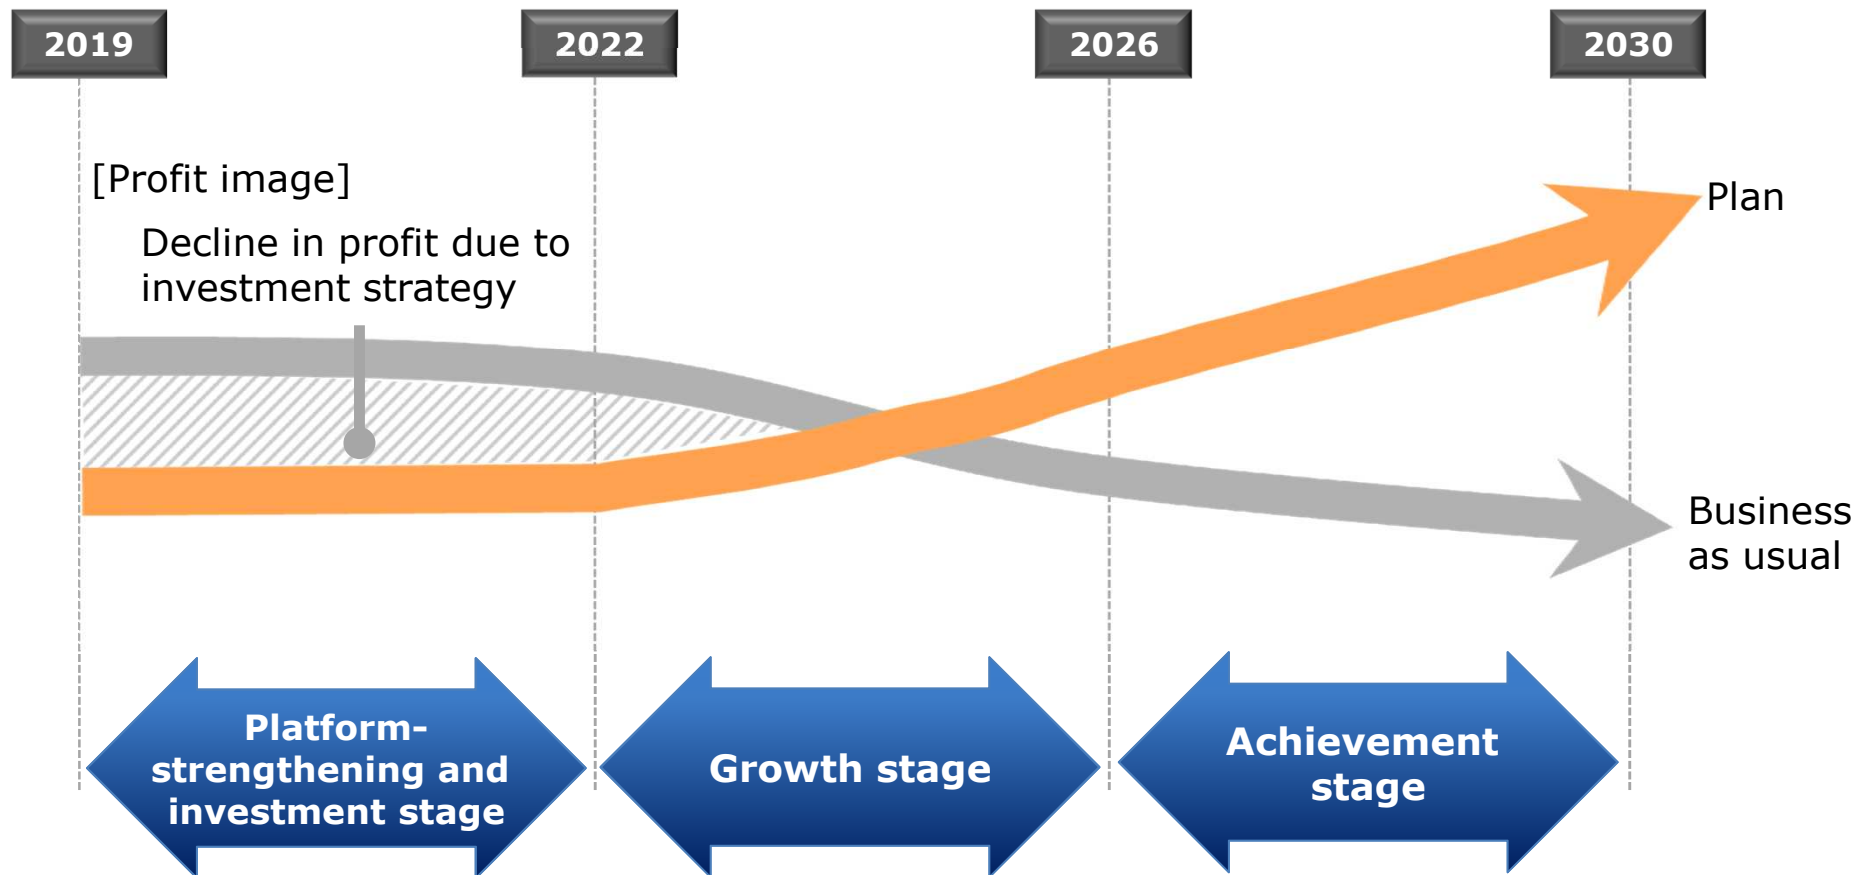 2019
2022
2026
2030
[Profit image]
Decline in profit due to
investment strategy
Plan
Business
as usual
Platform-
strengthening and
investment stage
Growth stage
Achievement
stage